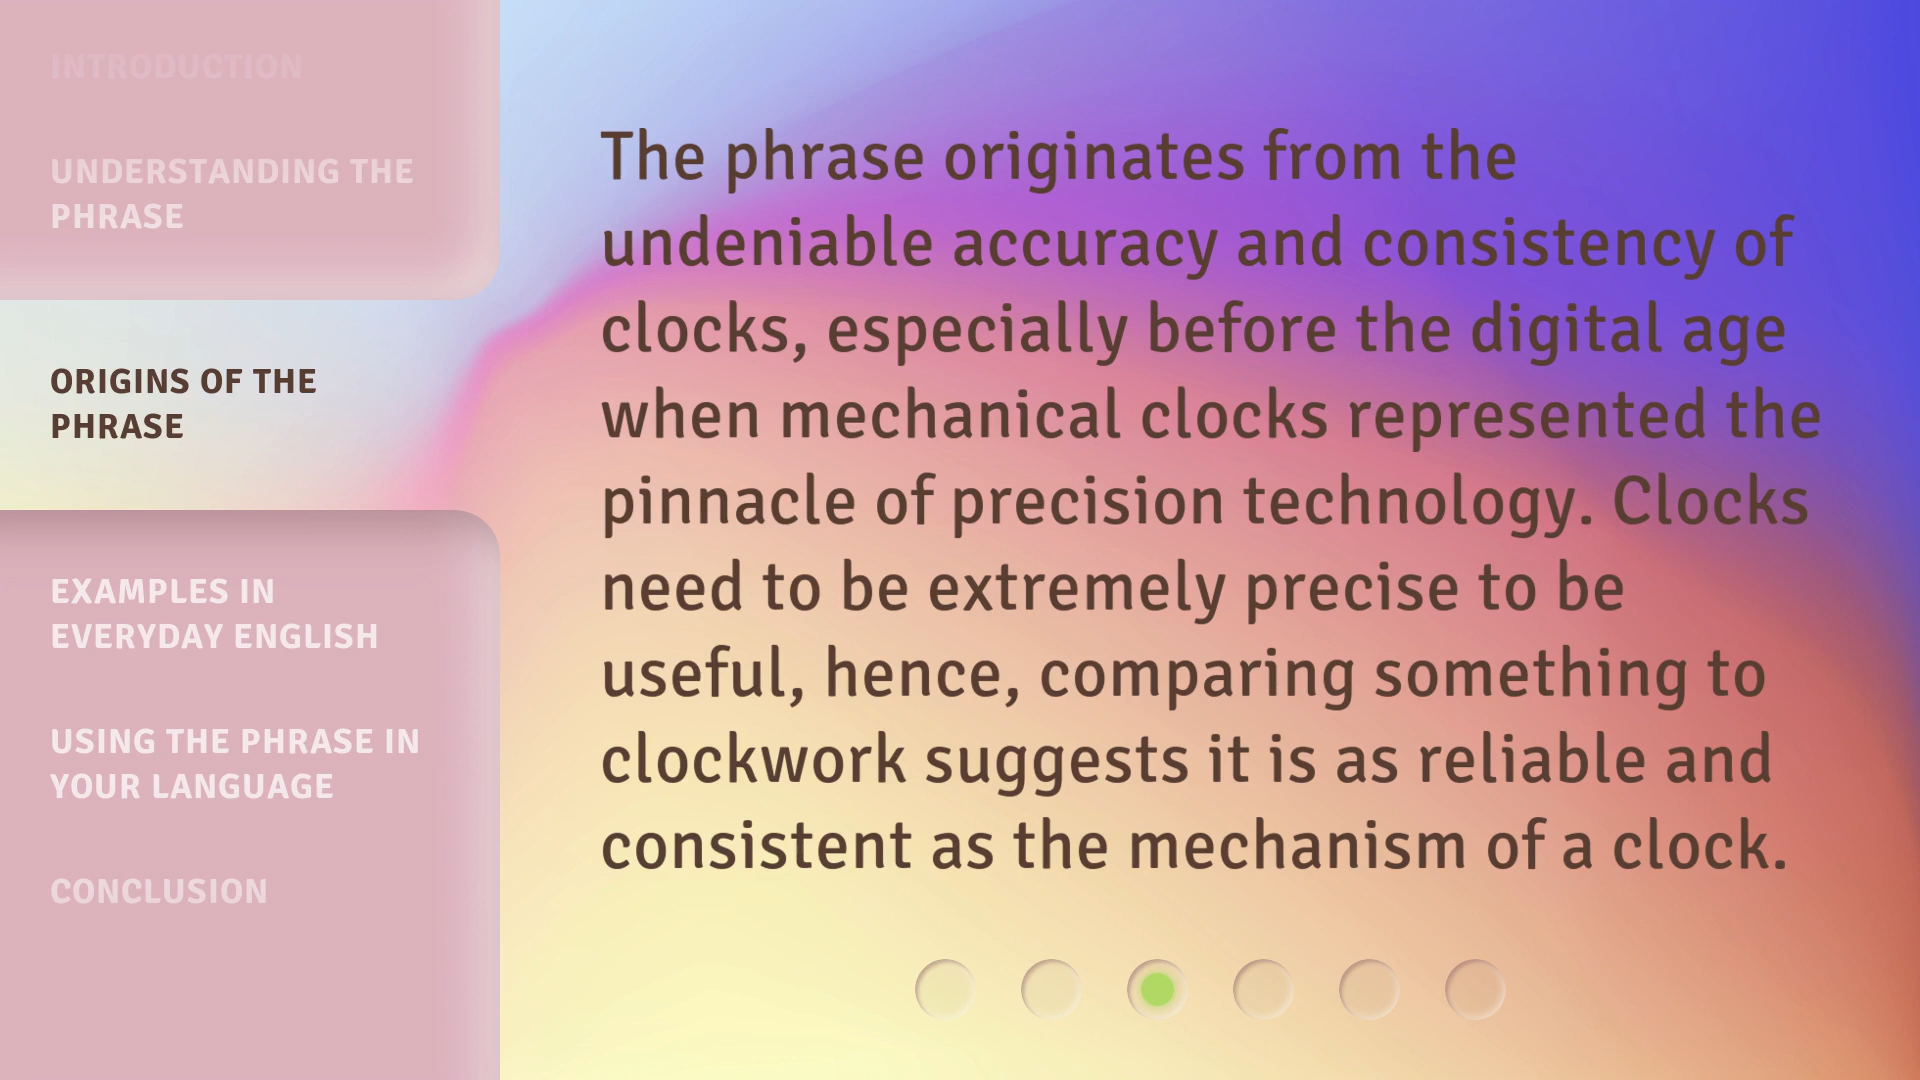 INTRODUCTION
UNDERSTANDING THE
PHRASE
ORIGINS OF THE
PHRASE
EXAMPLES IN
EVERYDAY ENGLISH
USING THE PHRASE IN
YOUR LANGUAGE
CONCLUSION
The phrase originates from the
undeniable accuracy and consistency of
clocks, especially before the digital age
when mechanical clocks represented the
pinnacle of precision technology. Clocks
need to be extremely precise to be
useful, hence, comparing something to
clockwork suggests it is as reliable and
consistent as the mechanism of a clock.